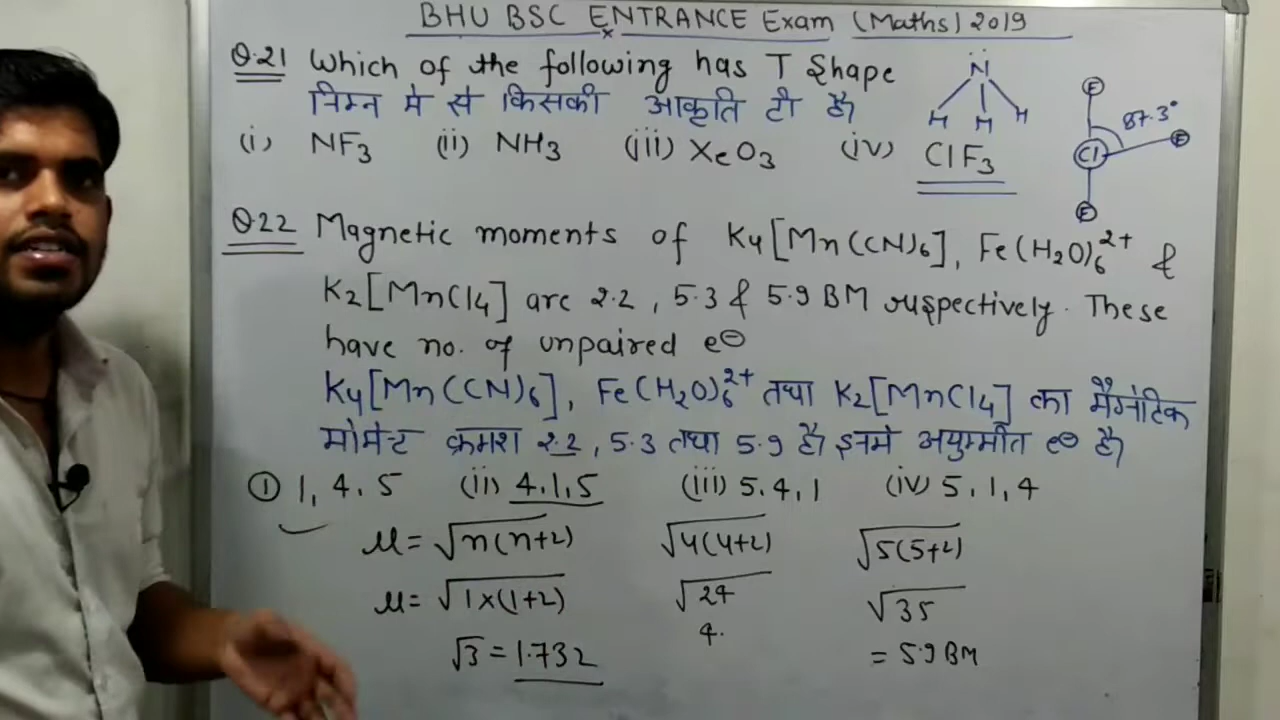 BHU BSC ENTRANCE Exam (Maths) 2019
Q.21 Which of the following has T Shape
निम्न मे से किसकी आकृति टी है
(i) NF3 (ii) NH3 (iii) XeO3 (iv) ClF3
N
H H H
F
87.3°
F
Cl
F
Q22 Magnetic moments of K4[Mn(CN)6], Fe(H2O)6^2+ &
K2[MnCl4] are 2.2, 5.3 & 5.9 BM respectively. These
have no. of unpaired e⊖
K4[Mn(CN)6], Fe(H2O)6^2+ तथा K2[MnCl4] का मैग्नेटिक
मोमेन्ट क्रमश 2.2, 5.3 तथा 5.9 है। इनमे अयुग्मीत e⊖ है।
① 1, 4, 5 (ii) 4,1,5 (iii) 5,4,1 (iv) 5,1,4
μ = √n(n+2) √4(4+2) √5(5+2)
μ = √1×(1+2) √24 √35
4.
√3 = 1.732 = 5.9 BM